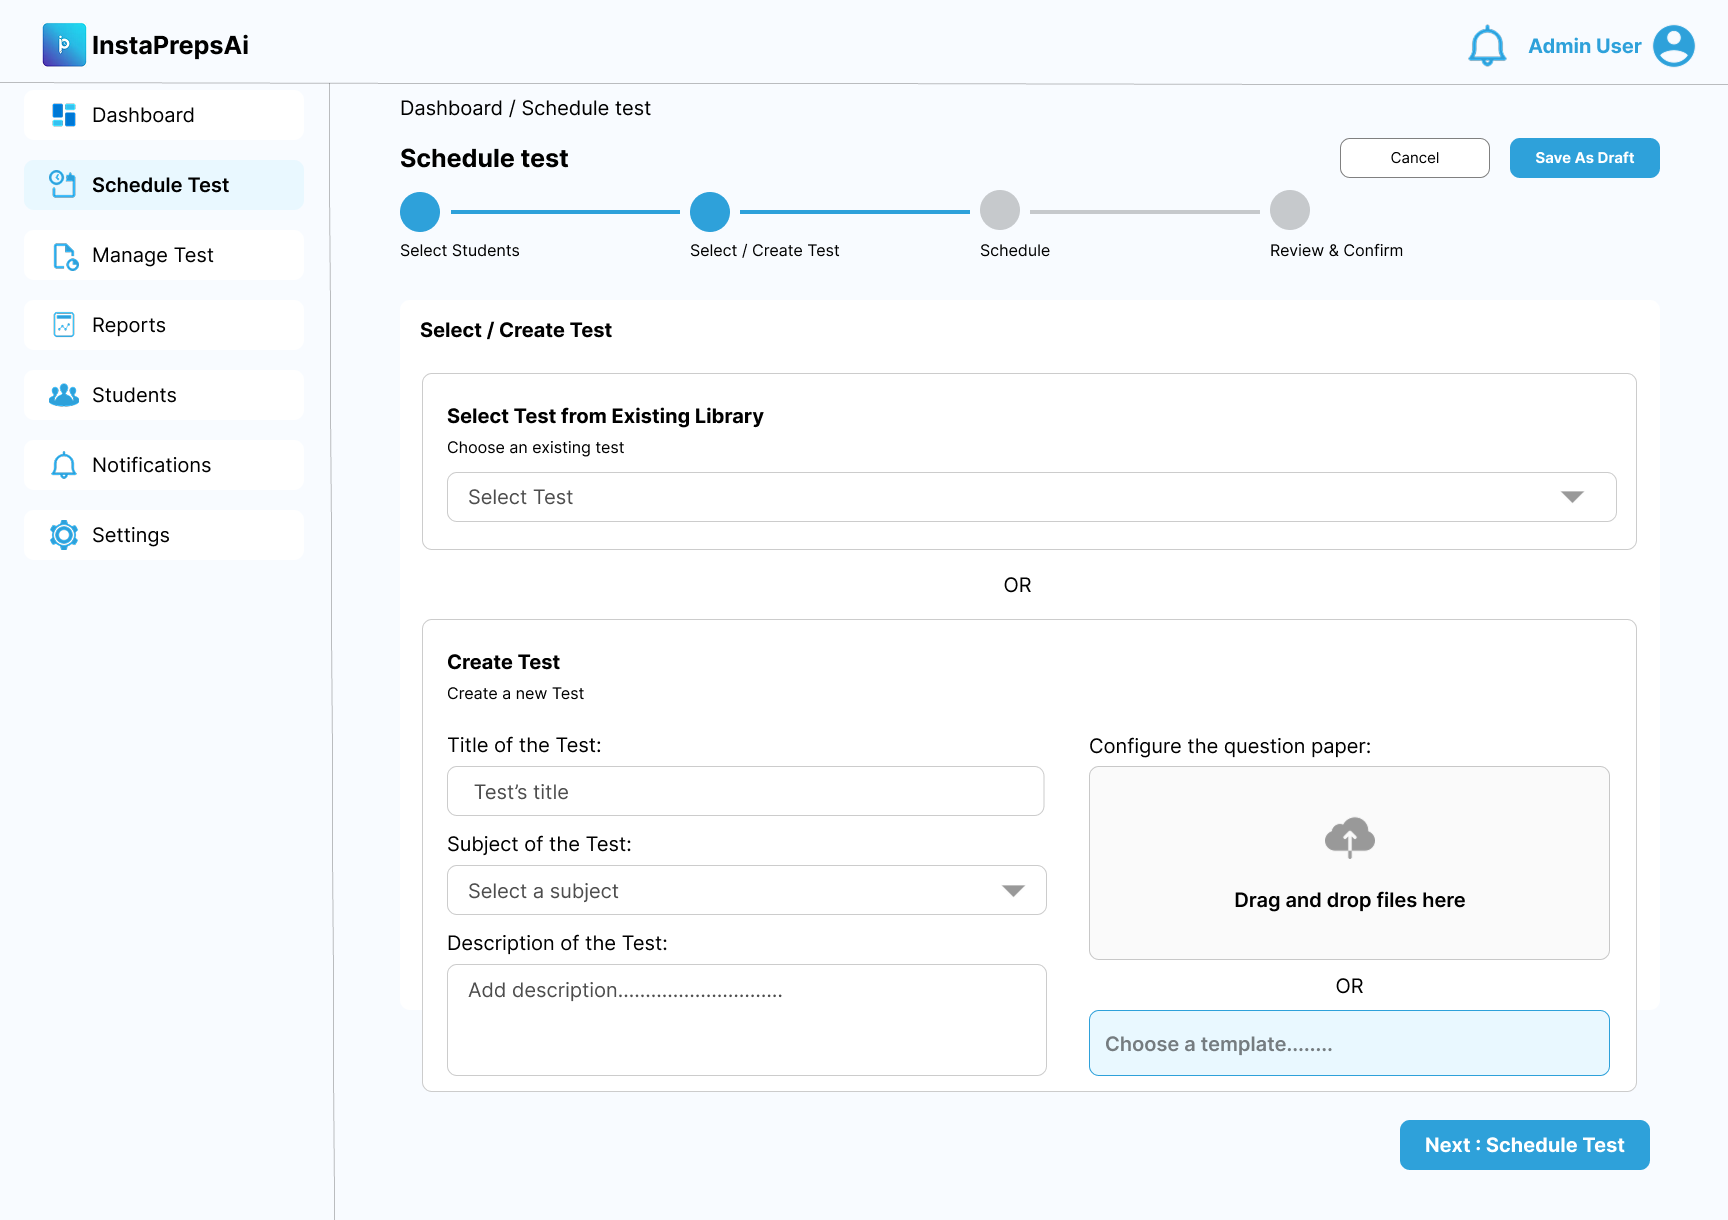 ip InstaPrepsAi
Admin User
Dashboard
Schedule Test
Manage Test
Reports
Students
Notifications
Settings
Dashboard / Schedule test
Schedule test
Cancel
Save As Draft
Select Students
Select / Create Test
Schedule
Review & Confirm
Select / Create Test
Select Test from Existing Library
Choose an existing test
Select Test
OR
Create Test
Create a new Test
Title of the Test:
Test’s title
Subject of the Test:
Select a subject
Description of the Test:
Add description..............................
Configure the question paper:
Drag and drop files here
OR
Choose a template........
Next : Schedule Test